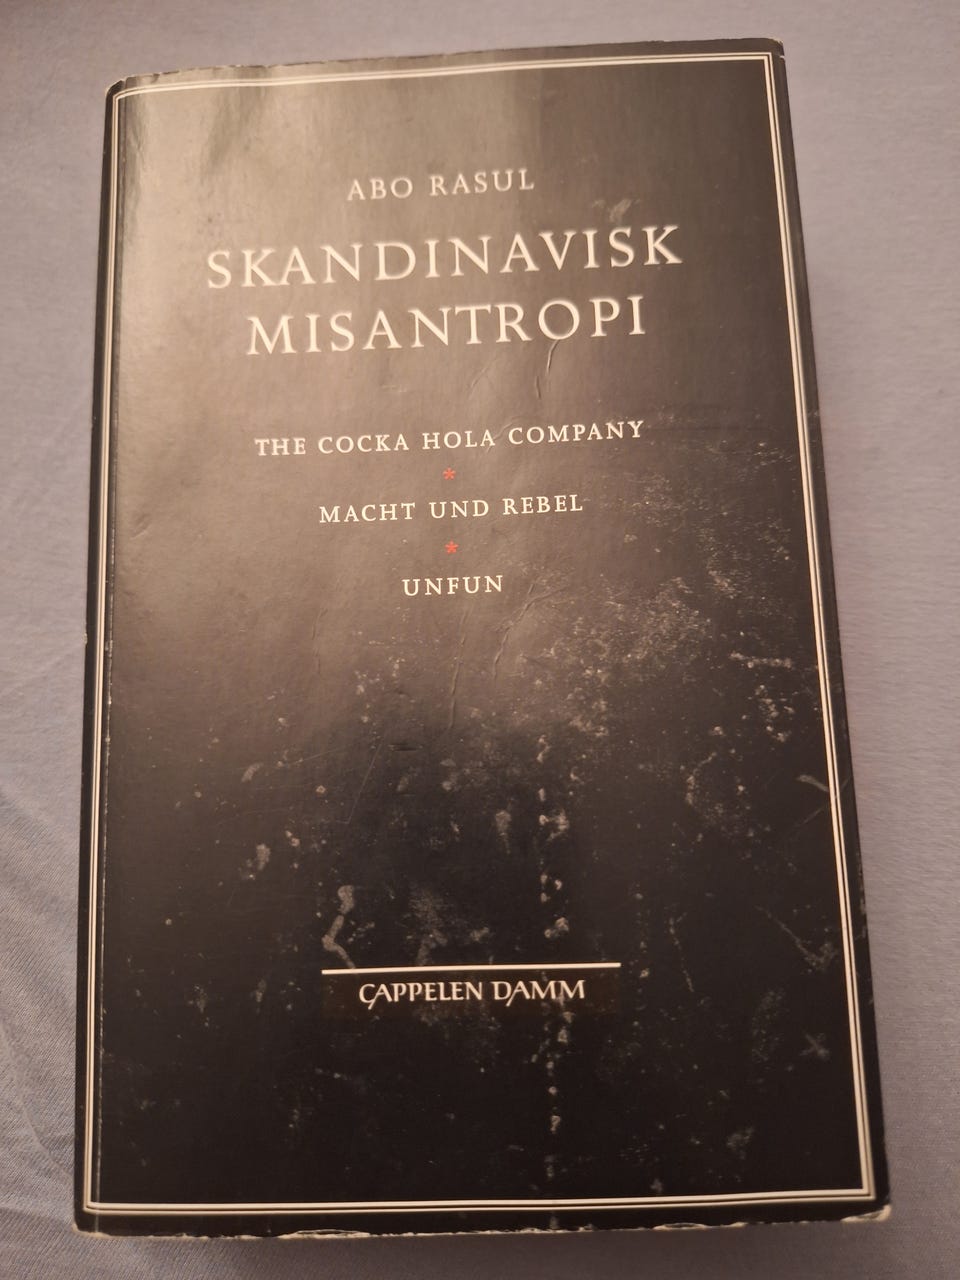 ABO RASUL
SKANDINAVISK
MISANTROPI
THE COCKA HOLA COMPANY
*
MACHT UND REBEL
*
UNFUN
CAPPELEN DAMM